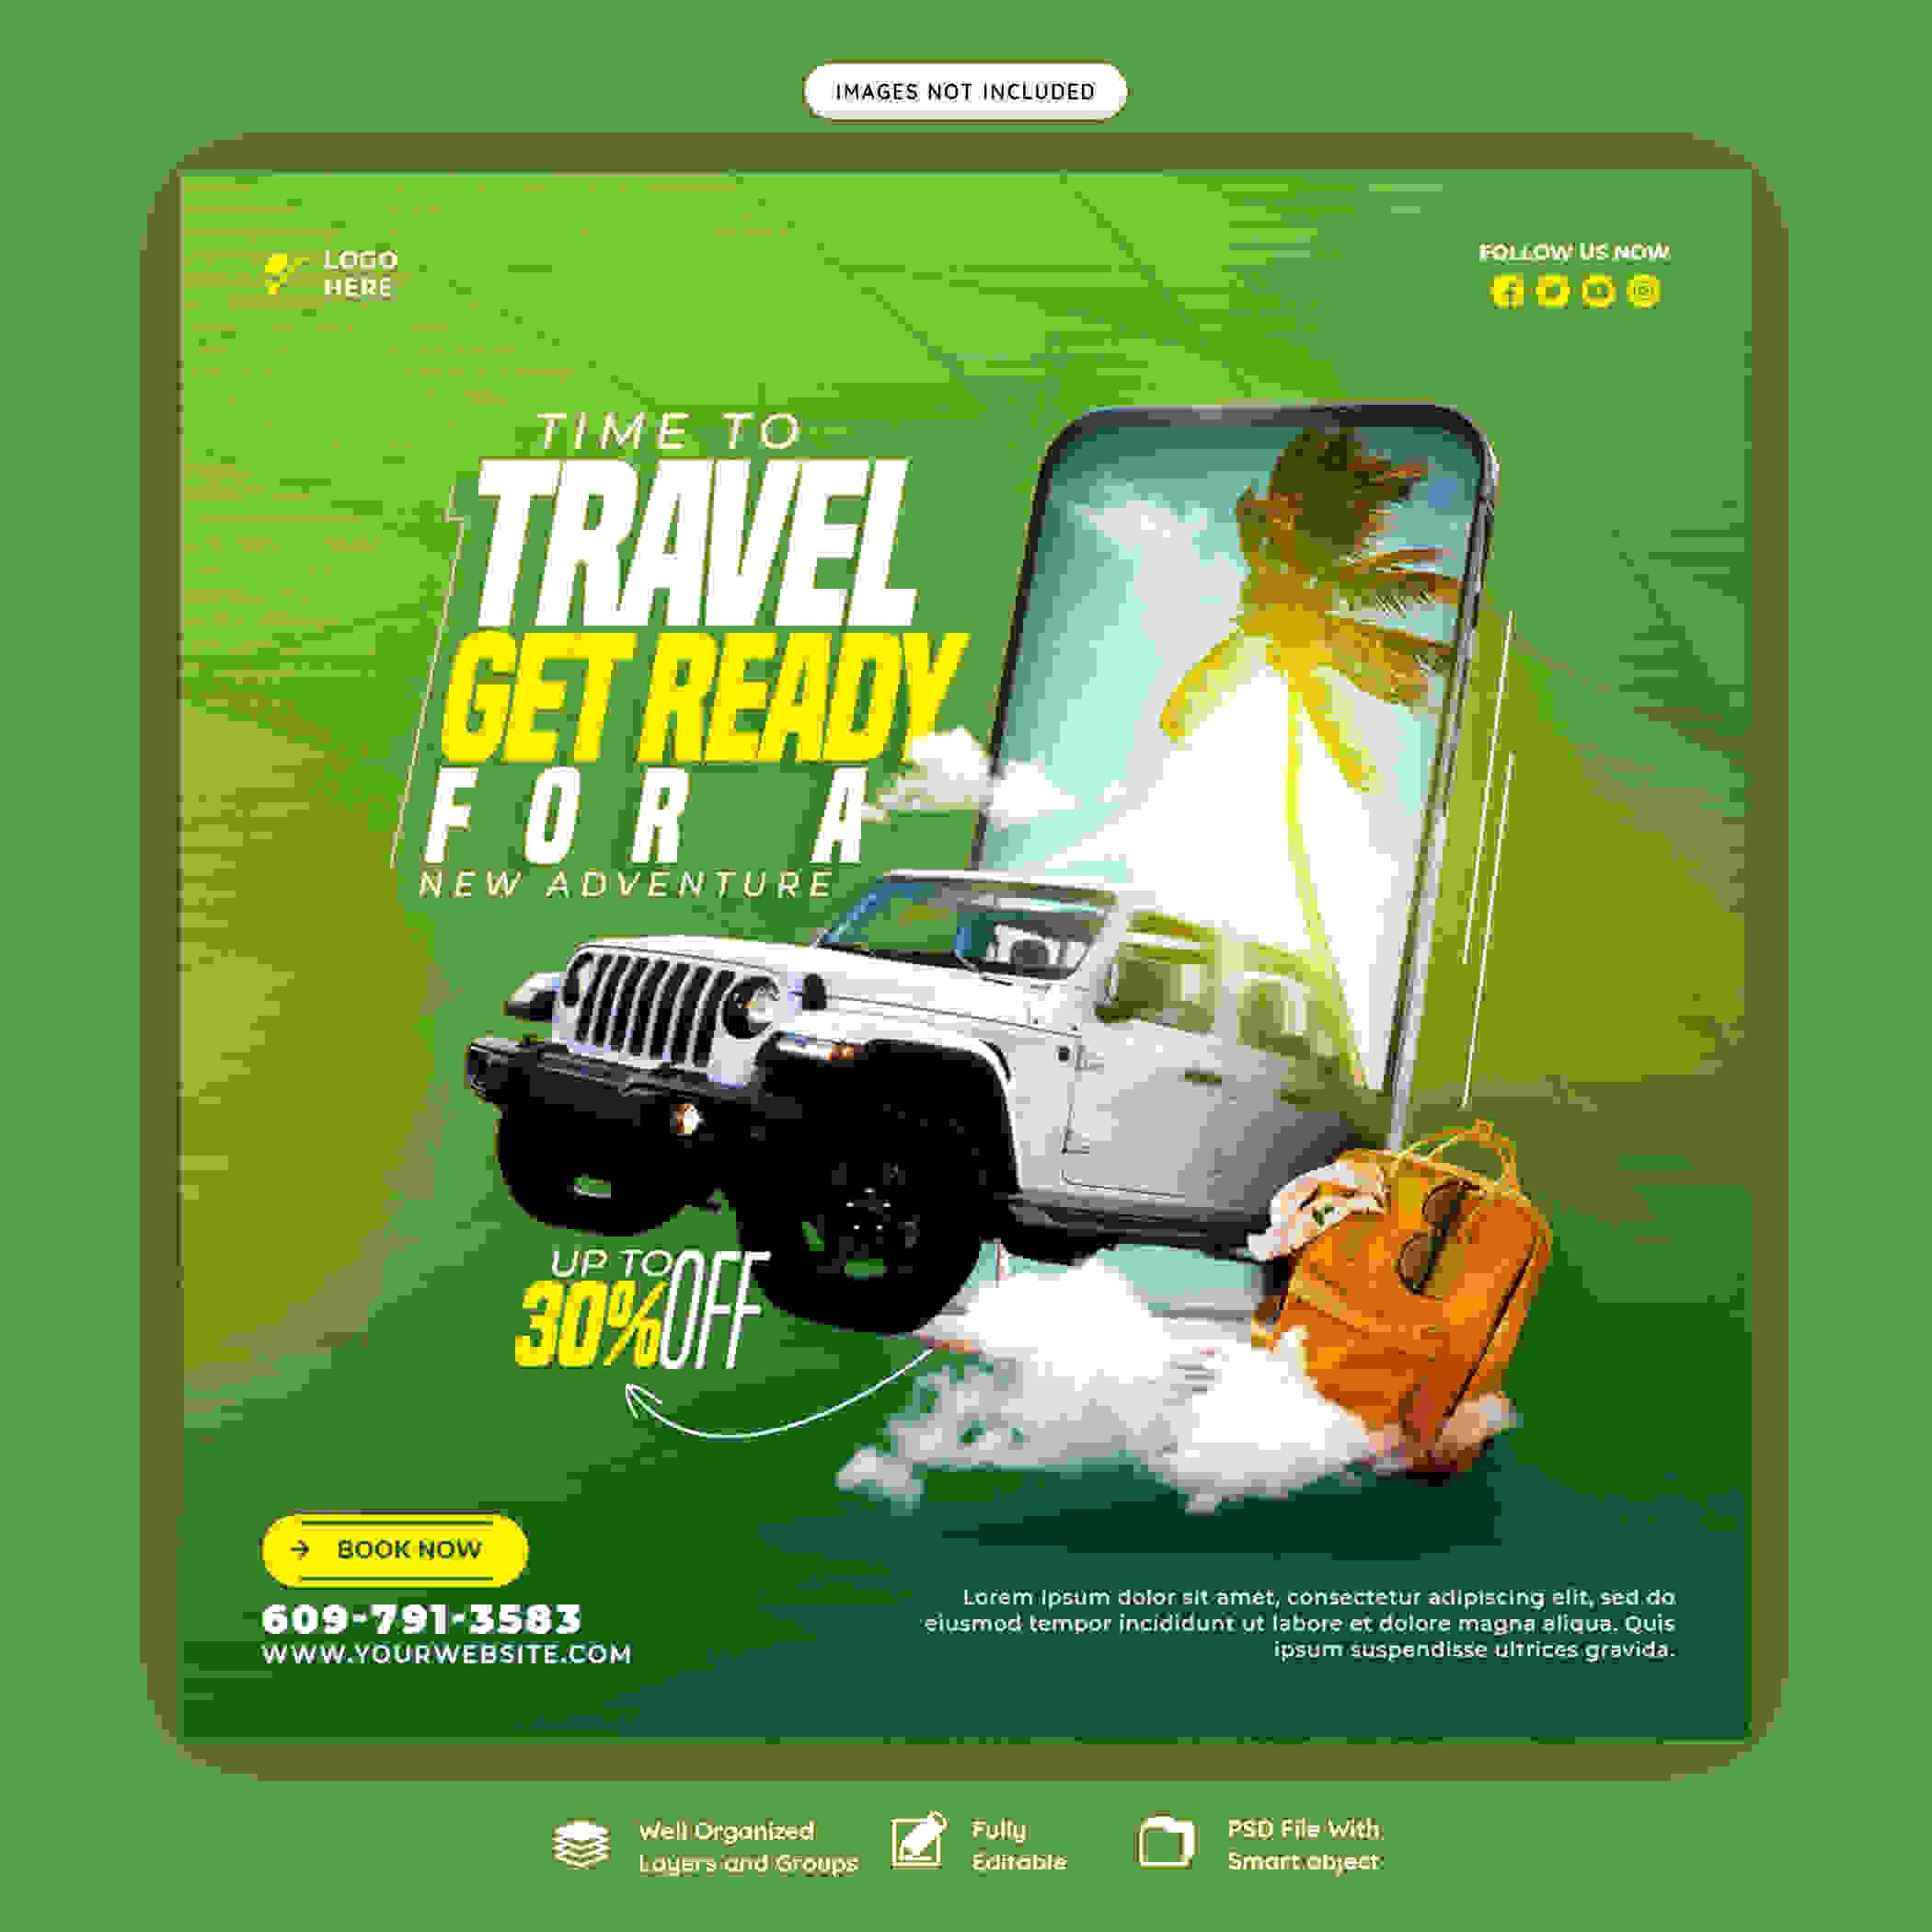 IMAGES NOT INCLUDED
LOGO
HERE
FOLLOW US NOW
TIME TO
TRAVEL
GET READY
FOR A
NEW ADVENTURE
UP TO
30% OFF
BOOK NOW
609-791-3583
WWW.YOURWEBSITE.COM
Lorem ipsum dolor sit amet, consectetur adipiscing elit, sed do
eiusmod tempor incididunt ut labore et dolore magna aliqua. Quis
ipsum suspendisse ultrices gravida.
Well Organized
Layers and Groups
Fully
Editable
PSD File With
Smart object